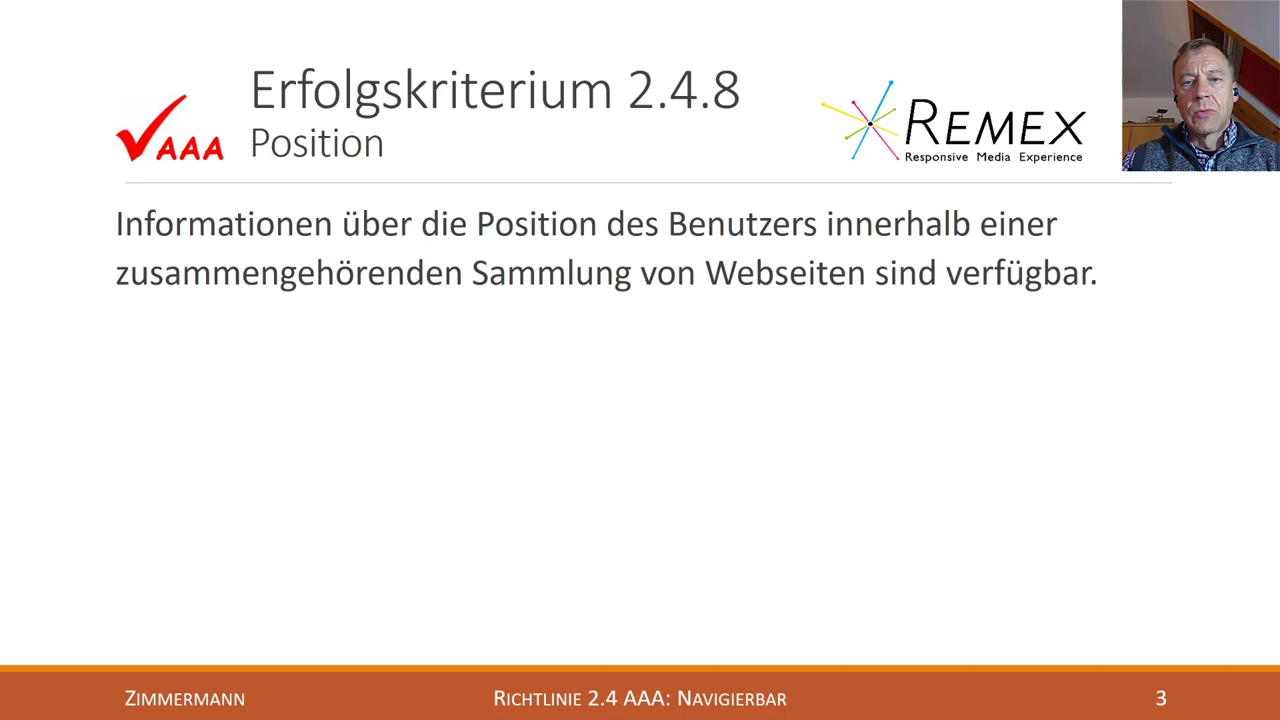 Erfolgskriterium 2.4.8
Position
AAA
REMEX
Responsive Media Experience
Informationen über die Position des Benutzers innerhalb einer
zusammengehörenden Sammlung von Webseiten sind verfügbar.
ZIMMERMANN
RICHTLINIE 2.4 AAA: NAVIGIERBAR
3